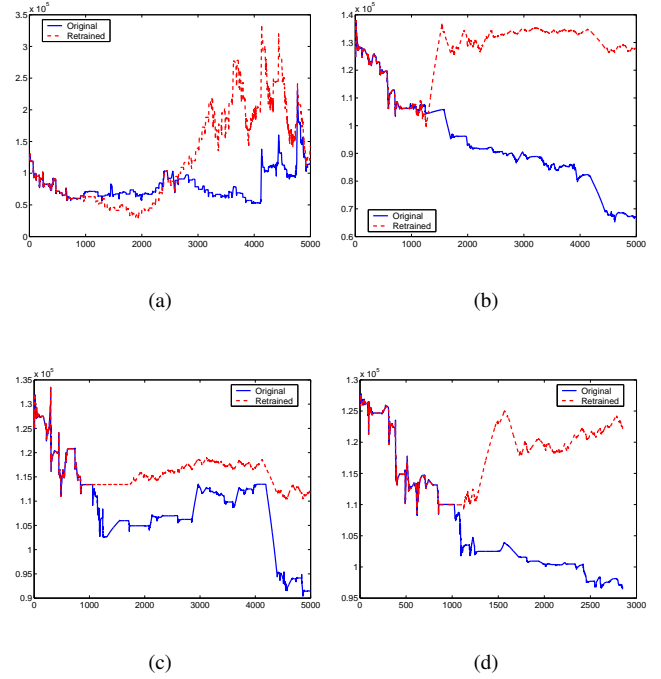 x 10^5
3.5
3
2.5
2
1.5
1
0.5
0
0 1000 2000 3000 4000 5000
Original
Retrained
(a)
x 10^5
1.4
1.3
1.2
1.1
1
0.9
0.8
0.7
0.6
0 1000 2000 3000 4000 5000
Original
Retrained
(b)
x 10^5
1.35
1.3
1.25
1.2
1.15
1.1
1.05
1
0.95
0.9
0 1000 2000 3000 4000 5000
Original
Retrained
(c)
x 10^5
1.3
1.25
1.2
1.15
1.1
1.05
1
0.95
0 500 1000 1500 2000 2500 3000
Original
Retrained
(d)